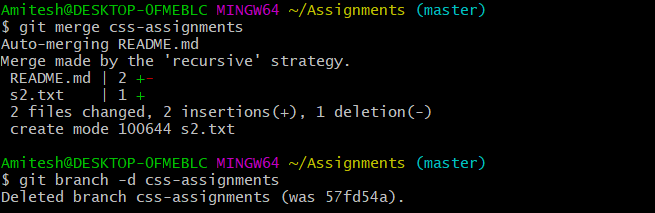 Amitesh@DESKTOP-OFMEBLC MINGW64 ~/Assignments (master)
$ git merge css-assignments
Auto-merging README.md
Merge made by the 'recursive' strategy.
 README.md | 2 +-
 s2.txt    | 1 +
 2 files changed, 2 insertions(+), 1 deletion(-)
 create mode 100644 s2.txt
Amitesh@DESKTOP-OFMEBLC MINGW64 ~/Assignments (master)
$ git branch -d css-assignments
Deleted branch css-assignments (was 57fd54a).